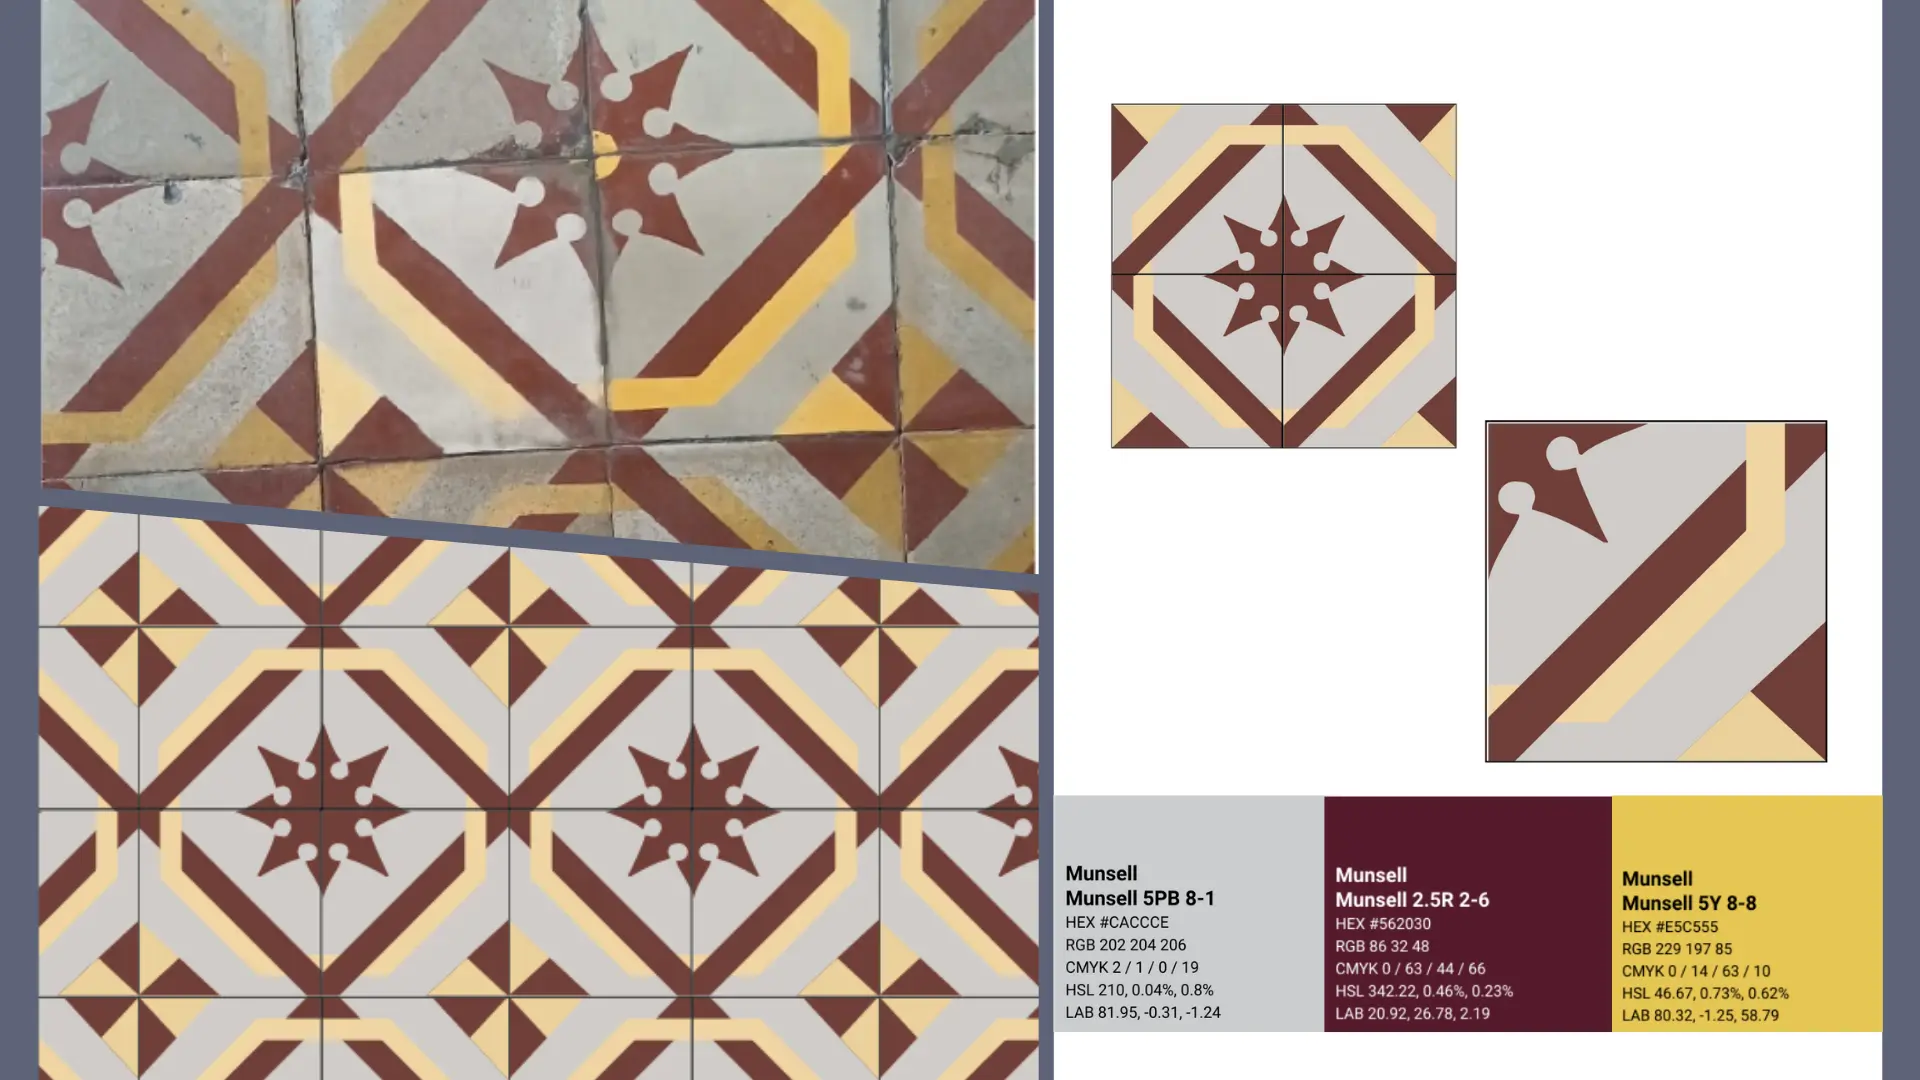 Munsell
Munsell 5PB 8-1
HEX #CACCCE
RGB 202 204 206
CMYK 2 / 1 / 0 / 19
HSL 210, 0.04%, 0.8%
LAB 81.95, -0.31, -1.24
Munsell
Munsell 2.5R 2-6
HEX #562030
RGB 86 32 48
CMYK 0 / 63 / 44 / 66
HSL 342.22, 0.46%, 0.23%
LAB 20.92, 26.78, 2.19
Munsell
Munsell 5Y 8-8
HEX #E5C555
RGB 229 197 85
CMYK 0 / 14 / 63 / 10
HSL 46.67, 0.73%, 0.62%
LAB 80.32, -1.25, 58.79